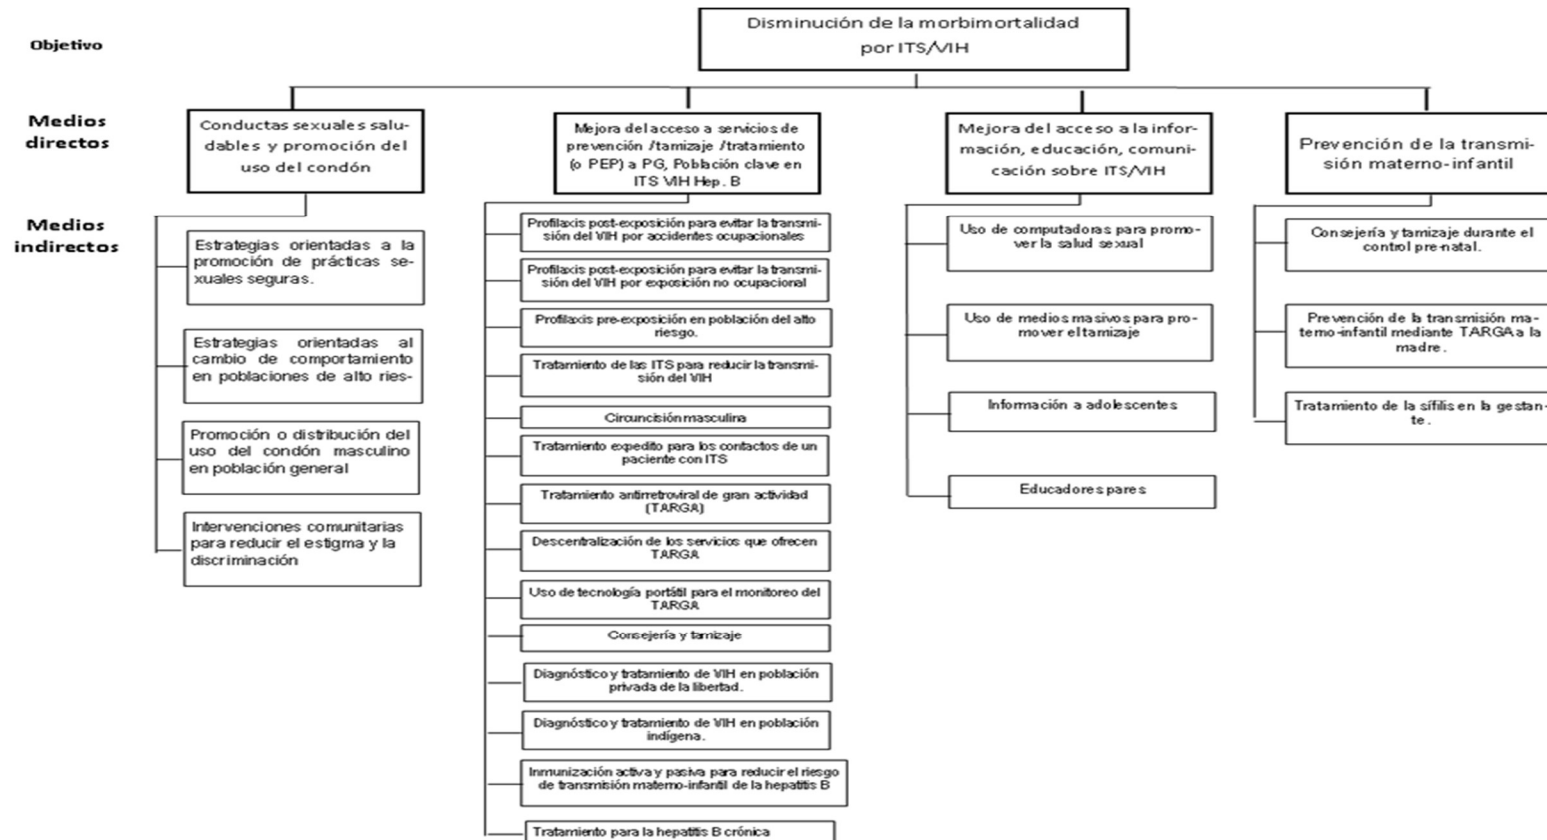 Objetivo
Disminución de la morbimortalidad
por ITS/VIH
Medios
directos
Conductas sexuales salu-
dables y promoción del
uso del condón
Mejora del acceso a servicios de
prevención /tamizaje /tratamiento
(o PEP) a PG, Población clave en
ITS VIH Hep. B
Mejora del acceso a la infor-
mación, educación, comuni-
cación sobre ITS/VIH
Prevención de la transmi-
sión materno-infantil
Medios
indirectos
Estrategias orientadas a la
promoción de prácticas se-
xuales seguras.
Estrategias orientadas al
cambio de comportamiento
en poblaciones de alto ries-
Promoción o distribución del
uso del condón masculino
en población general
Intervenciones comunitarias
para reducir el estigma y la
discriminación
Profilaxis post-exposición para evitar la transmi-
sión del VIH por accidentes ocupacionales
Profilaxis post-exposición para evitar la transmi-
sión del VIH por exposición no ocupacional
Profilaxis pre-exposición en población del alto
riesgo.
Tratamiento de las ITS para reducir la transmi-
sión del VIH
Circuncisión masculina
Tratamiento expedito para los contactos de un
paciente con ITS
Tratamiento antirretroviral de gran actividad
(TARGA)
Descentralización de los servicios que ofrecen
TARGA
Uso de tecnología portátil para el monitoreo del
TARGA
Consejería y tamizaje
Diagnóstico y tratamiento de VIH en población
privada de la libertad.
Diagnóstico y tratamiento de VIH en población
indígena.
Inmunización activa y pasiva para reducir el riesgo
de transmisión materno-infantil de la hepatitis B
Tratamiento para la hepatitis B crónica
Uso de computadoras para promo-
ver la salud sexual
Uso de medios masivos para pro-
mover el tamizaje
Información a adolescentes
Educadores pares
Consejería y tamizaje durante el
control pre-natal.
Prevención de la transmisión ma-
terno-infantil mediante TARGA a la
madre.
Tratamiento de la sífilis en la gestan-
te.